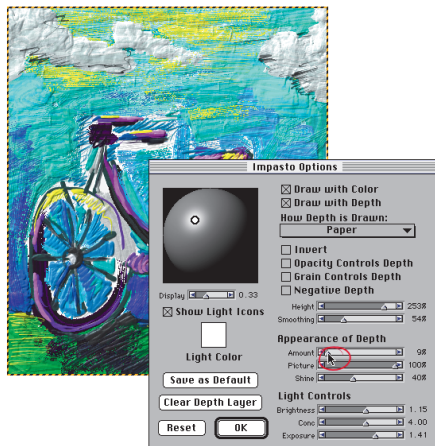 Impasto Options
Draw with Color
Draw with Depth
How Depth is Drawn:
Paper
Invert
Opacity Controls Depth
Grain Controls Depth
Negative Depth
Display 0.33
Height 253%
Smoothing 54%
Show Light Icons
Light Color
Appearance of Depth
Amount 9%
Picture 100%
Shine 40%
Save as Default
Clear Depth Layer
Reset OK
Light Controls
Brightness 1.15
Conc 4.00
Exposure 1.41